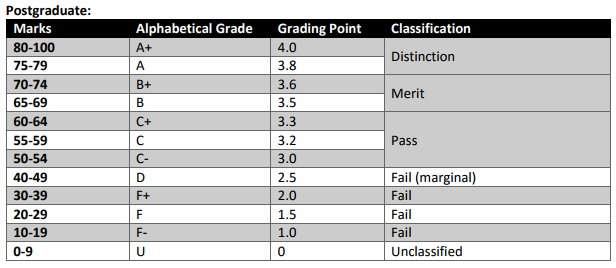 Postgraduate:
Marks Alphabetical Grade Grading Point Classification
80-100 A+ 4.0 Distinction
75-79 A 3.8
70-74 B+ 3.6 Merit
65-69 B 3.5
60-64 C+ 3.3 Pass
55-59 C 3.2
50-54 C- 3.0
40-49 D 2.5 Fail (marginal)
30-39 F+ 2.0 Fail
20-29 F 1.5 Fail
10-19 F- 1.0 Fail
0-9 U 0 Unclassified